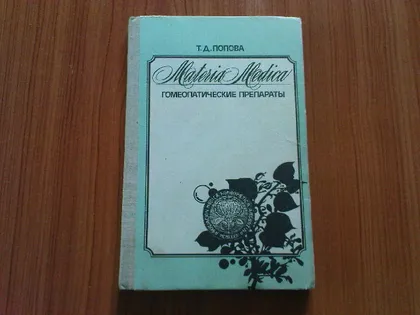 Т. Д. ПОПОВА
Materia Medica
ГОМЕОПАТИЧЕСКИЕ ПРЕПАРАТЫ